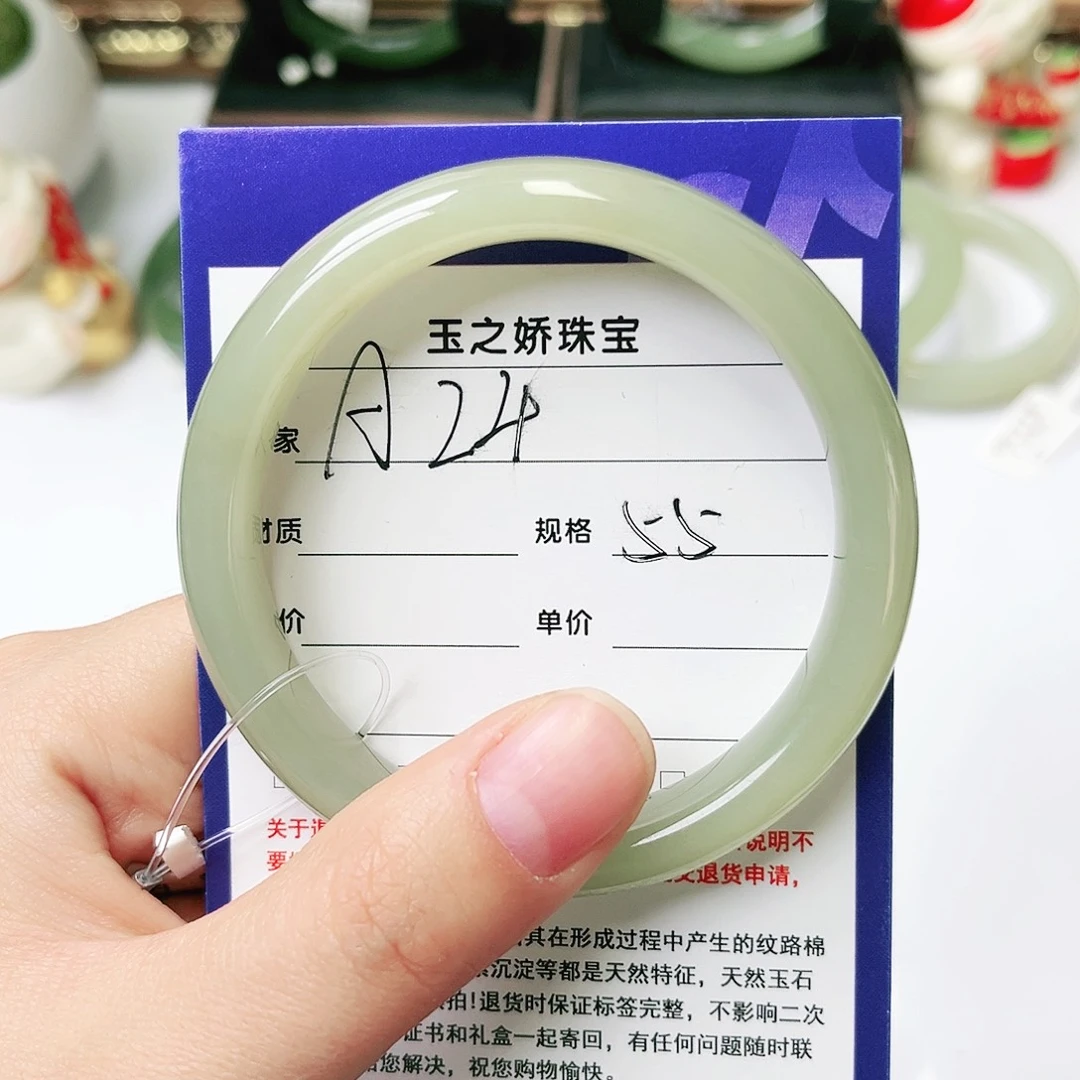 玉之娇珠宝
家 A24
材质 规格 55
价 单价
关于退 说明不
要 退货申请，
其在形成过程中产生的纹路棉
沉淀等都是天然特征，天然玉石
拍！退货时保证标签完整，不影响二次
证书和礼盒一起寄回，有任何问题随时联
您解决，祝您购物愉快。